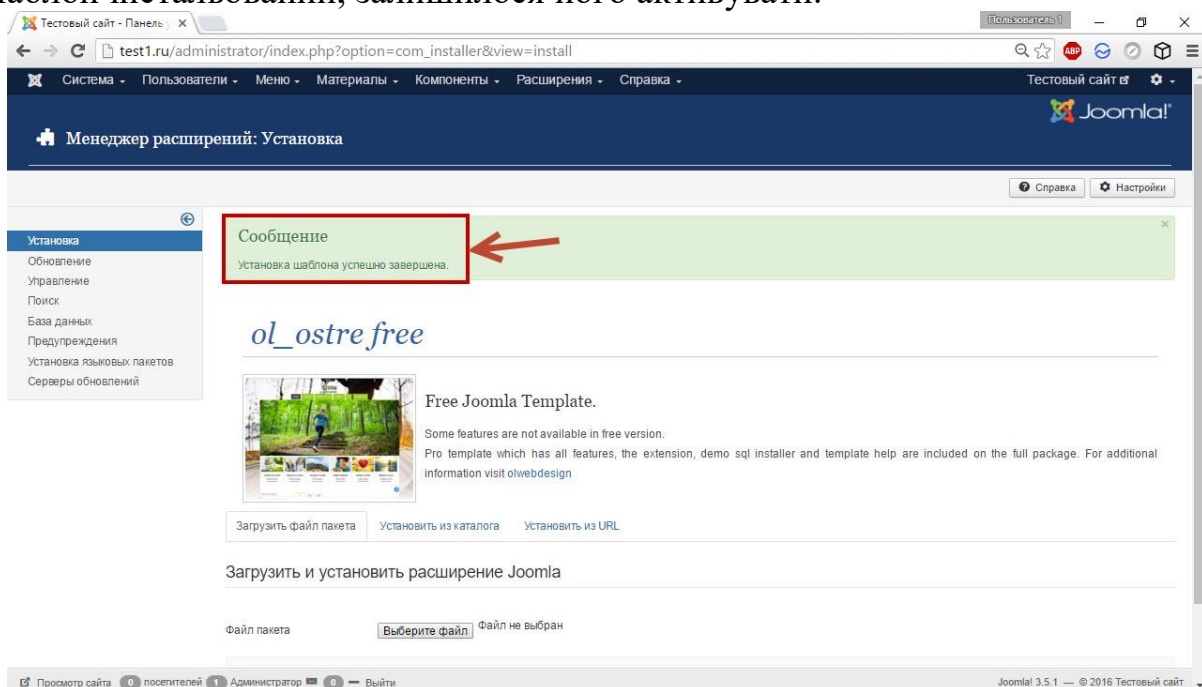 інстальований, залишилося його активувати.
Тестовый сайт - Панель
Пользователь 1
test1.ru/administrator/index.php?option=com_installer&view=install
ABP
Система Пользователи Меню Материалы Компоненты Расширения Справка
Тестовый сайт
Менеджер расширений: Установка
Joomla!®
Справка Настройки
Установка
Обновление
Управление
Поиск
База данных
Предупреждения
Установка языковых пакетов
Серверы обновлений
Сообщение
Установка шаблона успешно завершена.
ol_ostre free
Free Joomla Template.
Some features are not available in free version.
Pro template which has all features, the extension, demo sql installer and template help are included on the full package. For additional
information visit olwebdesign
Загрузить файл пакета Установить из каталога Установить из URL
Загрузить и установить расширение Joomla
Файл пакета Выберите файл Файл не выбран
Просмотр сайта 0 посетителей 1 Администратор 0 Выйти
Joomla! 3.5.1 — © 2016 Тестовый сайт